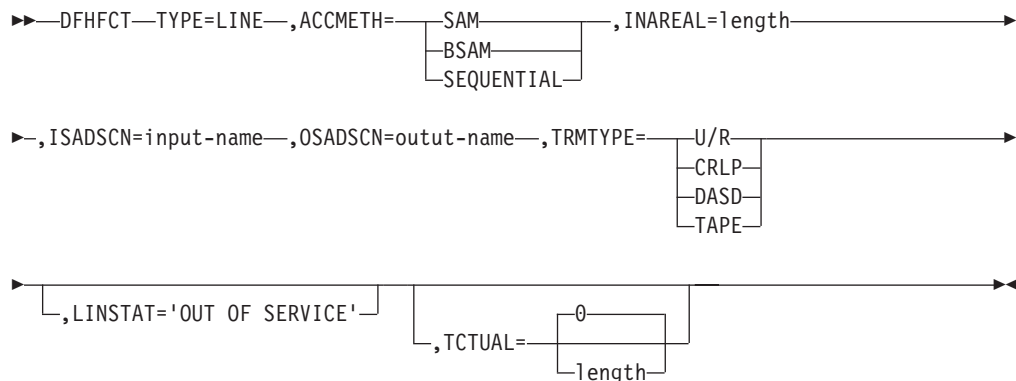 DFHFCT TYPE=LINE ,ACCMETH= SAM ,INAREAL=length
BSAM
SEQUENTIAL
,ISADSCN=input-name ,OSADSCN=outut-name ,TRMTYPE= U/R
CRLP
DASD
TAPE
,LINSTAT='OUT OF SERVICE'
0
,TCTUAL=
length